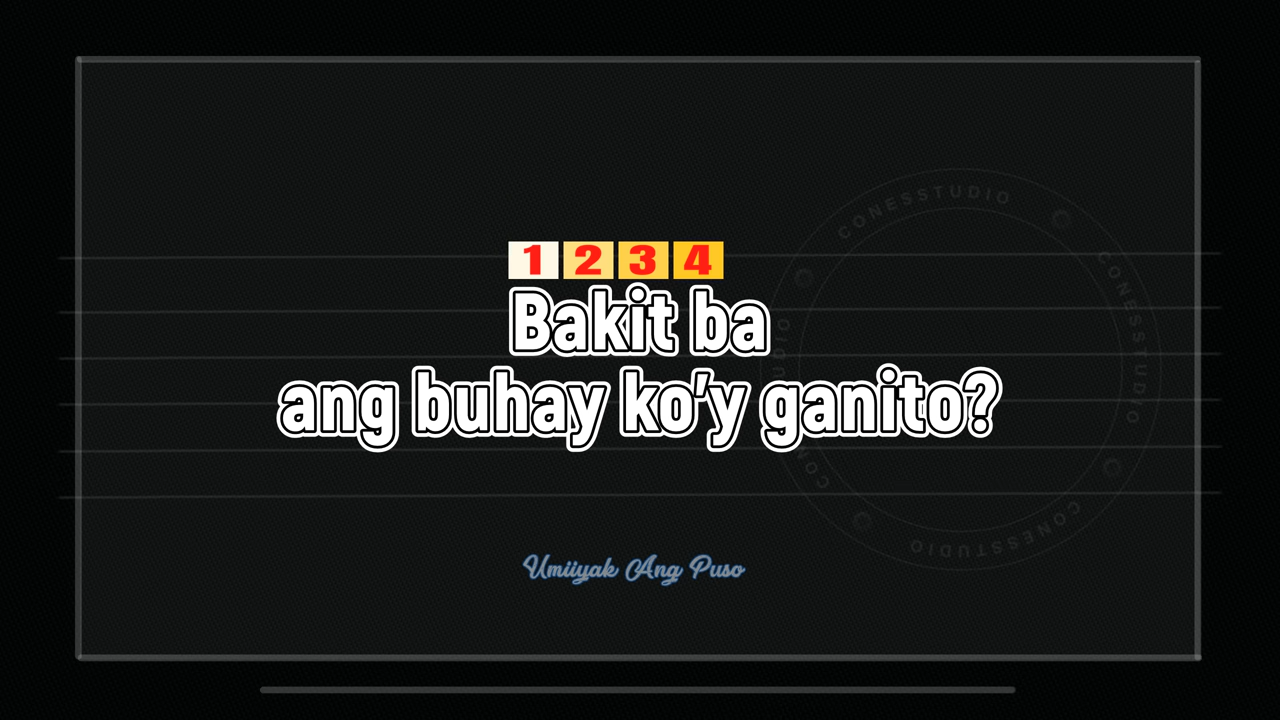 1 2 3 4
Bakit ba
ang buhay ko'y ganito?
Umiiyak Ang Puso
CONESSTUDIO
CONESSTUDIO
CONESSTUDIO
CONESSTUDIO